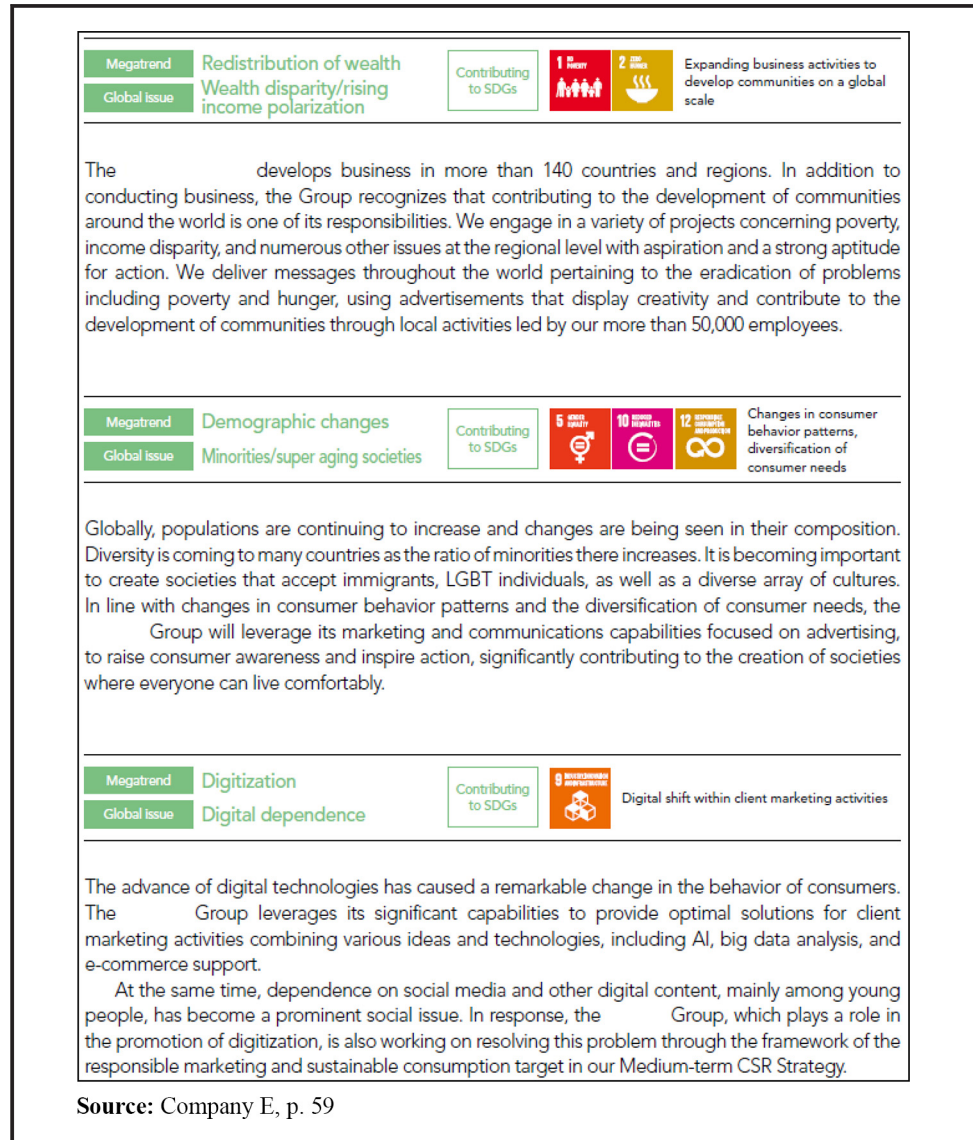 Megatrend Redistribution of wealth
Global issue Wealth disparity/rising
income polarization
Contributing
to SDGs
1 NO
POVERTY
2 ZERO
HUNGER
Expanding business activities to
develop communities on a global
scale
The develops business in more than 140 countries and regions. In addition to
conducting business, the Group recognizes that contributing to the development of communities
around the world is one of its responsibilities. We engage in a variety of projects concerning poverty,
income disparity, and numerous other issues at the regional level with aspiration and a strong aptitude
for action. We deliver messages throughout the world pertaining to the eradication of problems
including poverty and hunger, using advertisements that display creativity and contribute to the
development of communities through local activities led by our more than 50,000 employees.
Megatrend Demographic changes
Global issue Minorities/super aging societies
Contributing
to SDGs
5 GENDER
EQUALITY
10 REDUCED
INEQUALITIES
12 RESPONSIBLE
CONSUMPTION
AND PRODUCTION
Changes in consumer
behavior patterns,
diversification of
consumer needs
Globally, populations are continuing to increase and changes are being seen in their composition.
Diversity is coming to many countries as the ratio of minorities there increases. It is becoming important
to create societies that accept immigrants, LGBT individuals, as well as a diverse array of cultures.
In line with changes in consumer behavior patterns and the diversification of consumer needs, the
Group will leverage its marketing and communications capabilities focused on advertising,
to raise consumer awareness and inspire action, significantly contributing to the creation of societies
where everyone can live comfortably.
Megatrend Digitization
Global issue Digital dependence
Contributing
to SDGs
9
Digital shift within client marketing activities
The advance of digital technologies has caused a remarkable change in the behavior of consumers.
The Group leverages its significant capabilities to provide optimal solutions for client
marketing activities combining various ideas and technologies, including AI, big data analysis, and
e-commerce support.
At the same time, dependence on social media and other digital content, mainly among young
people, has become a prominent social issue. In response, the Group, which plays a role in
the promotion of digitization, is also working on resolving this problem through the framework of the
responsible marketing and sustainable consumption target in our Medium-term CSR Strategy.
Source: Company E, p. 59